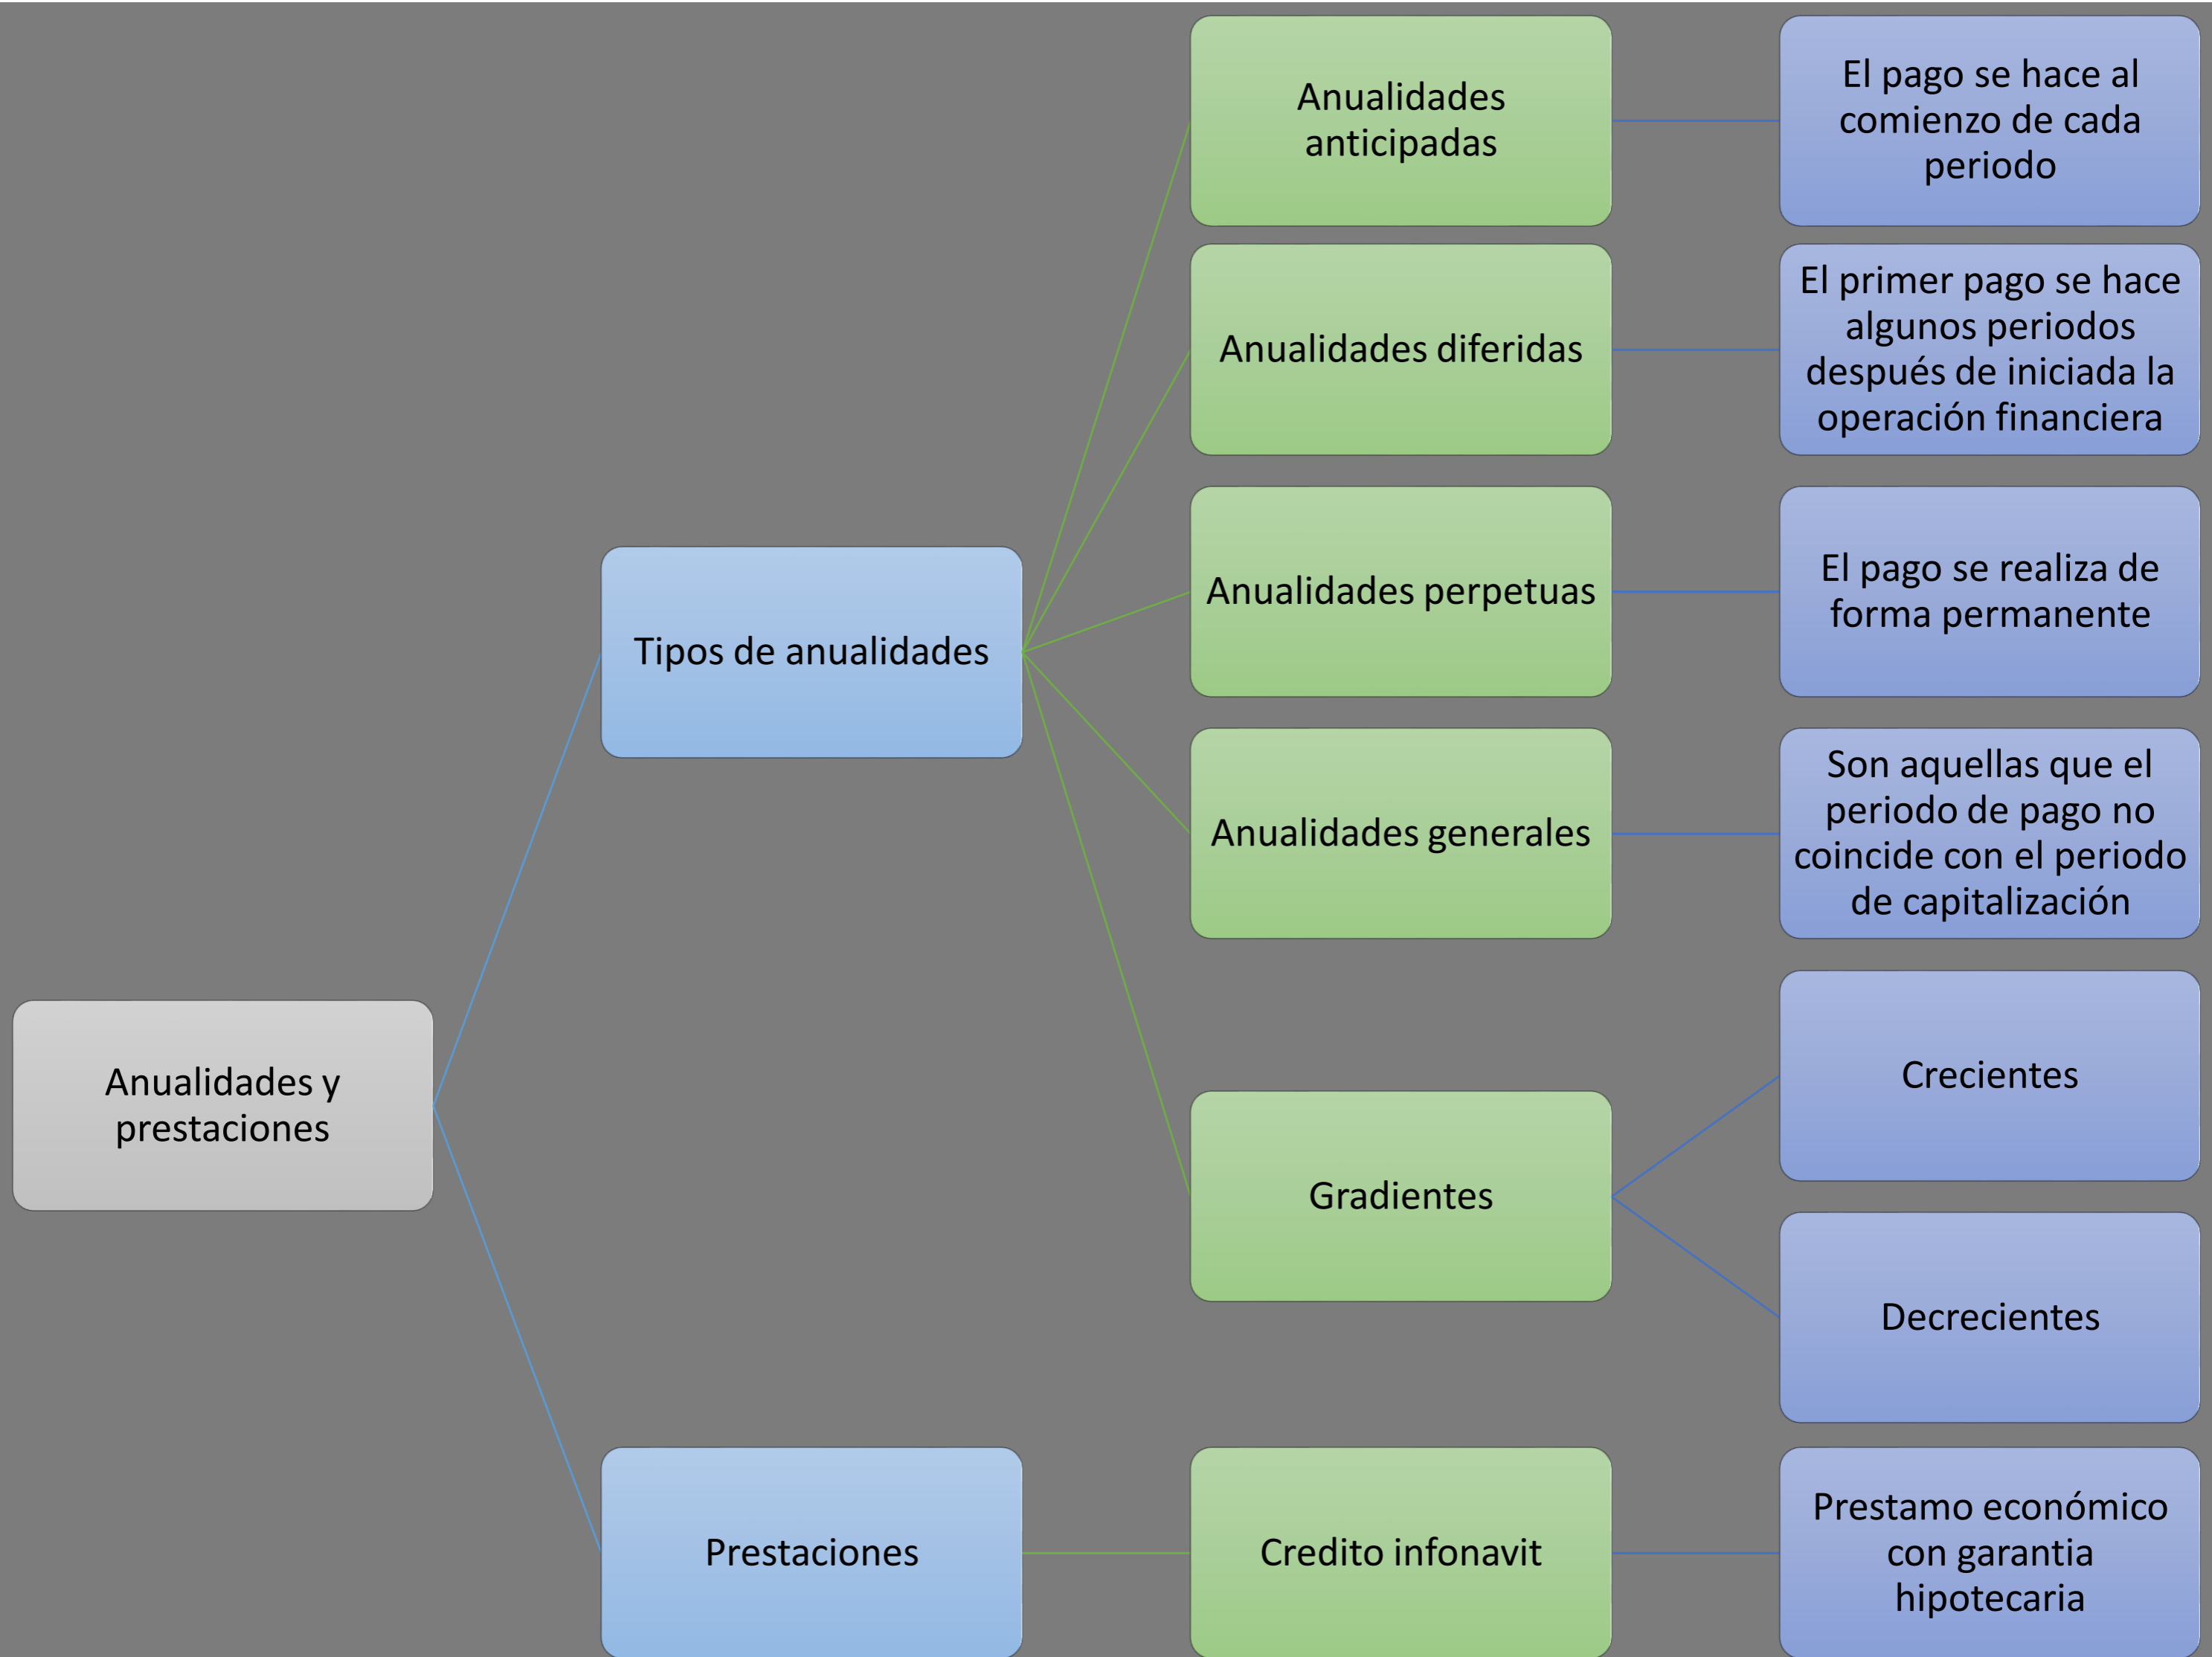 Anualidades y
prestaciones
Tipos de anualidades
Anualidades
anticipadas
El pago se hace al
comienzo de cada
periodo
Anualidades diferidas
El primer pago se hace
algunos periodos
después de iniciada la
operación financiera
Anualidades perpetuas
El pago se realiza de
forma permanente
Anualidades generales
Son aquellas que el
periodo de pago no
coincide con el periodo
de capitalización
Gradientes
Crecientes
Decrecientes
Prestaciones
Credito infonavit
Prestamo económico
con garantia
hipotecaria